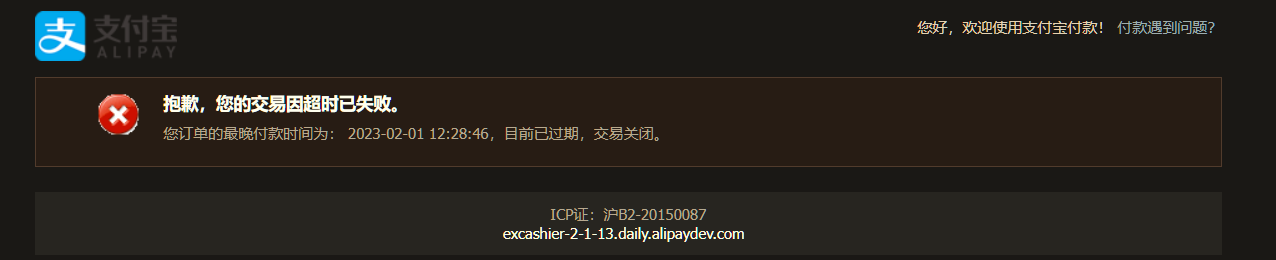 支付宝
ALIPAY
您好，欢迎使用支付宝付款！ 付款遇到问题？
抱歉，您的交易因超时已失败。
您订单的最晚付款时间为： 2023-02-01 12:28:46，目前已过期，交易关闭。
ICP证：沪B2-20150087
excashier-2-1-13.daily.alipaydev.com